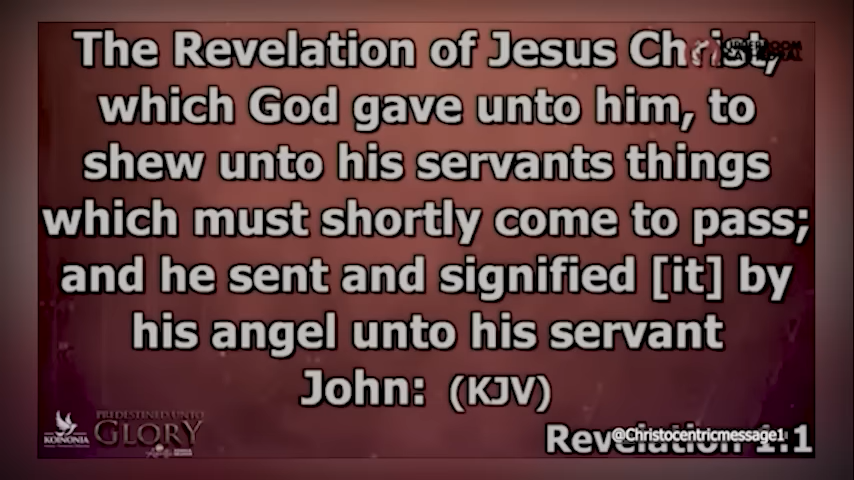 The Revelation of Jesus Christ,
which God gave unto him, to
shew unto his servants things
which must shortly come to pass;
and he sent and signified [it] by
his angel unto his servant
John: (KJV)
Revelation 1:1
@Christocentricmessage1
KOINONIA
PREDESTINED UNTO
GLORY